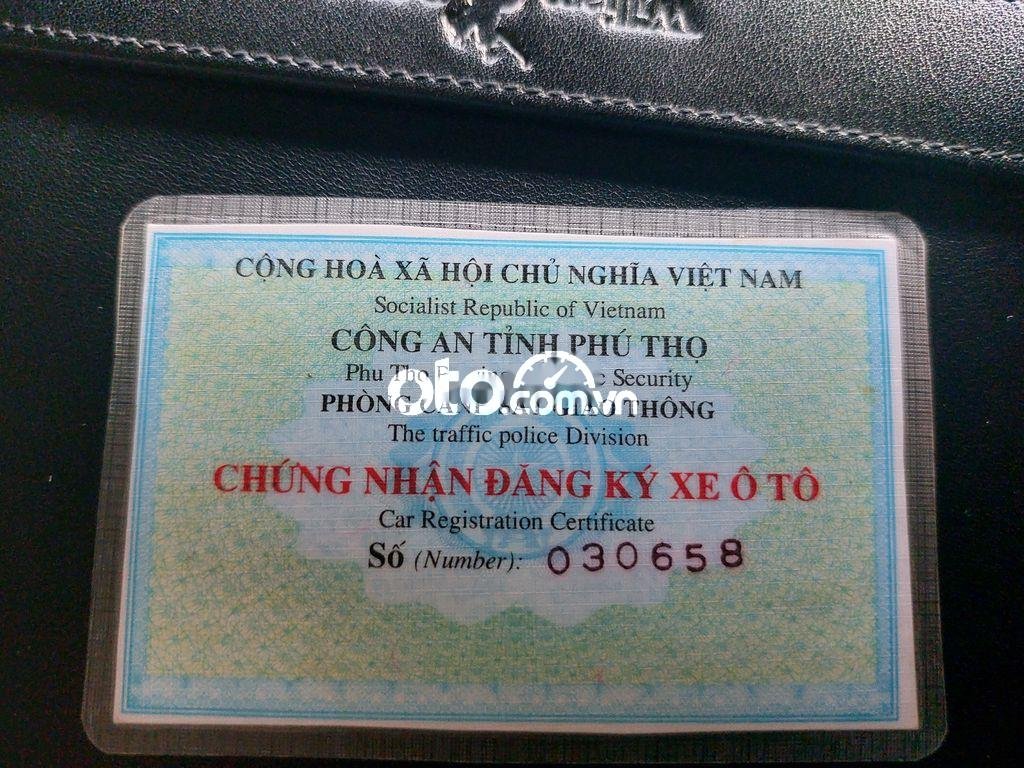 CỘNG HOÀ XÃ HỘI CHỦ NGHĨA VIỆT NAM
Socialist Republic of Vietnam
CÔNG AN TỈNH PHÚ THỌ
Phu Tho Security
oto.com.vn
PHÒNG GIAO THÔNG
The traffic police Division
CHỨNG NHẬN ĐĂNG KÝ XE Ô TÔ
Car Registration Certificate
Số (Number): 030658